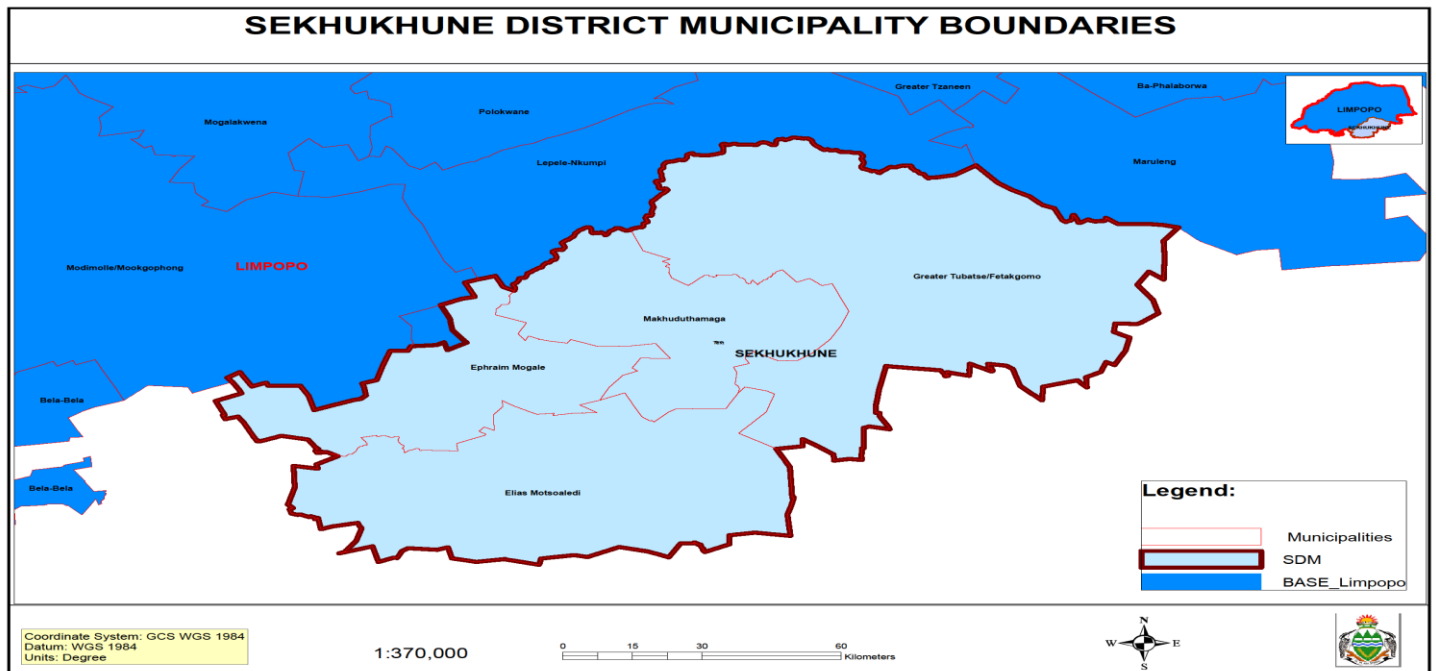 SEKHUKHUNE DISTRICT MUNICIPALITY BOUNDARIES
Greater Tzaneen
Ba-Phalaborwa
Mogalakwena
Polokwane
LIMPOPO
SEKHUKHUNE
Lepele-Nkumpi
Maruleng
Modimolle/Mookgophong
LIMPOPO
Greater Tubatse/Fetakgomo
Makhuduthamaga
SEKHUKHUNE
Ephraim Mogale
Bela-Bela
Bela-Bela
Elias Motsoaledi
Legend:
Municipalities
SDM
BASE_Limpopo
Coordinate System: GCS WGS 1984
Datum: WGS 1984
Units: Degree
1:370,000
0 15 30 60
Kilometers
N
W E
S